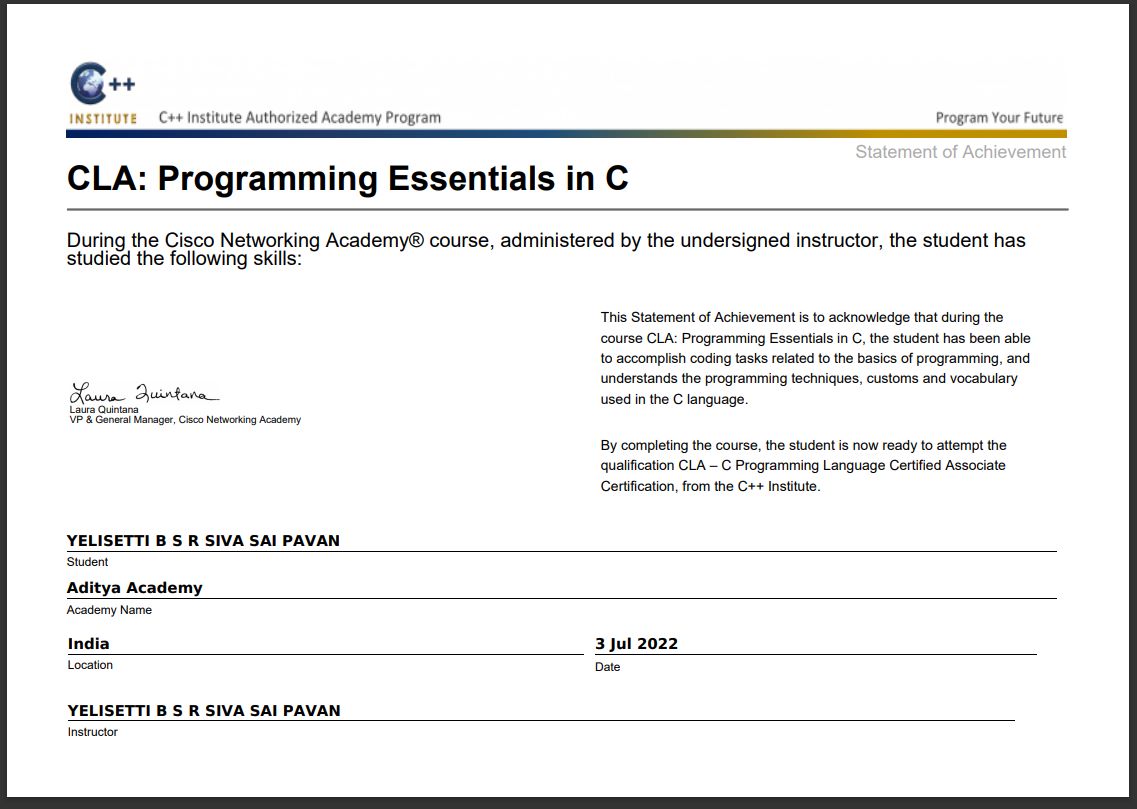 C++
INSTITUTE
C++ Institute Authorized Academy Program
Program Your Future
Statement of Achievement
CLA: Programming Essentials in C
During the Cisco Networking Academy® course, administered by the undersigned instructor, the student has
studied the following skills:
This Statement of Achievement is to acknowledge that during the
course CLA: Programming Essentials in C, the student has been able
to accomplish coding tasks related to the basics of programming, and
understands the programming techniques, customs and vocabulary
used in the C language.
By completing the course, the student is now ready to attempt the
qualification CLA – C Programming Language Certified Associate
Certification, from the C++ Institute.
Laura Quintana
Laura Quintana
VP & General Manager, Cisco Networking Academy
YELISETTI B S R SIVA SAI PAVAN
Student
Aditya Academy
Academy Name
India
Location
3 Jul 2022
Date
YELISETTI B S R SIVA SAI PAVAN
Instructor